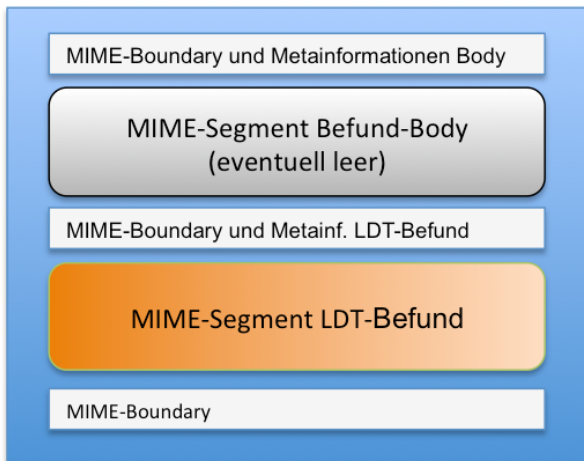 MIME-Boundary und Metainformationen Body
MIME-Segment Befund-Body
(eventuell leer)
MIME-Boundary und Metainf. LDT-Befund
MIME-Segment LDT-Befund
MIME-Boundary